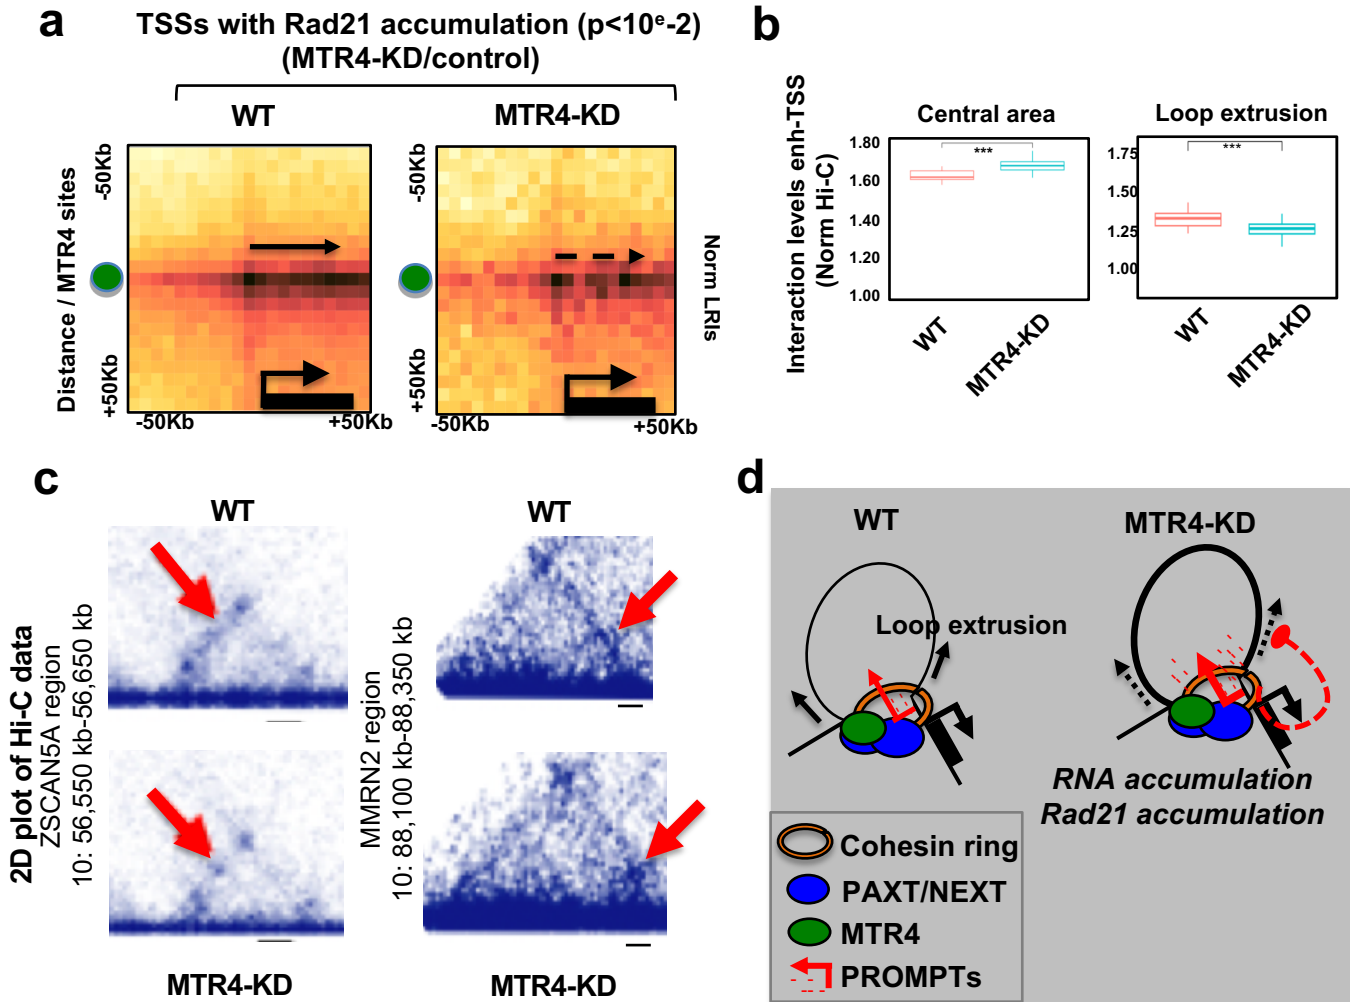 a
TSSs with Rad21 accumulation (p<10ᵉ-2)
(MTR4-KD/control)
WT
MTR4-KD
Distance / MTR4 sites
-50Kb
+50Kb
-50Kb
+50Kb
-50Kb
+50Kb
-50Kb
+50Kb
Norm LRIs
b
Interaction levels enh-TSS
(Norm Hi-C)
Central area
1.80
1.60
1.40
1.20
1.00
***
WT
MTR4-KD
Loop extrusion
1.75
1.50
1.25
1.00
***
WT
MTR4-KD
c
2D plot of Hi-C data
ZSCAN5A region
10: 56,550 kb-56,650 kb
WT
MTR4-KD
MMRN2 region
10: 88,100 kb-88,350 kb
WT
MTR4-KD
d
WT
MTR4-KD
Loop extrusion
RNA accumulation
Rad21 accumulation
Cohesin ring
PAXT/NEXT
MTR4
PROMPTs